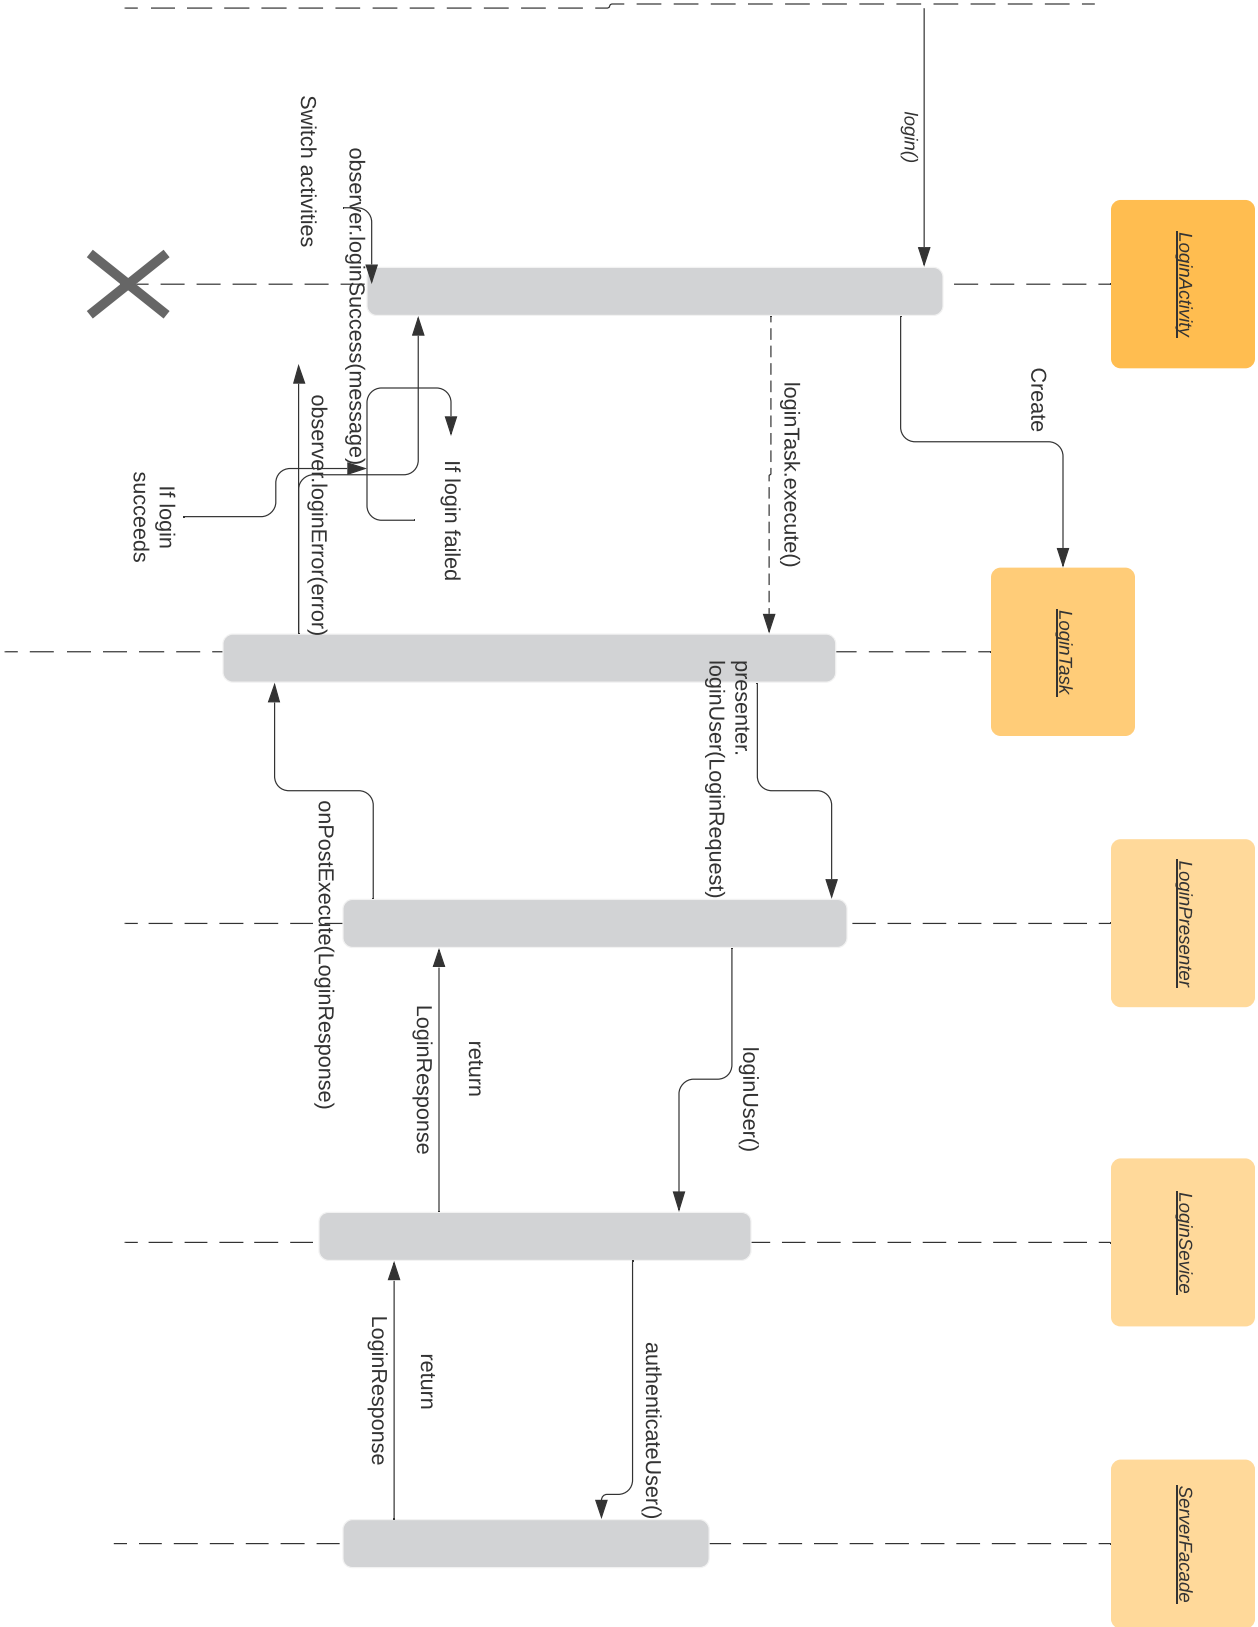 LoginActivity
LoginTask
LoginPresenter
LoginSevice
ServerFacade
login()
Create
loginTask.execute()
presenter.
loginUser(LoginRequest)
loginUser()
authenticateUser()
return
LoginResponse
return
LoginResponse
onPostExecute(LoginResponse)
If login failed
observer.loginError(error)
observer.loginSuccess(message)
If login
succeeds
Switch activities